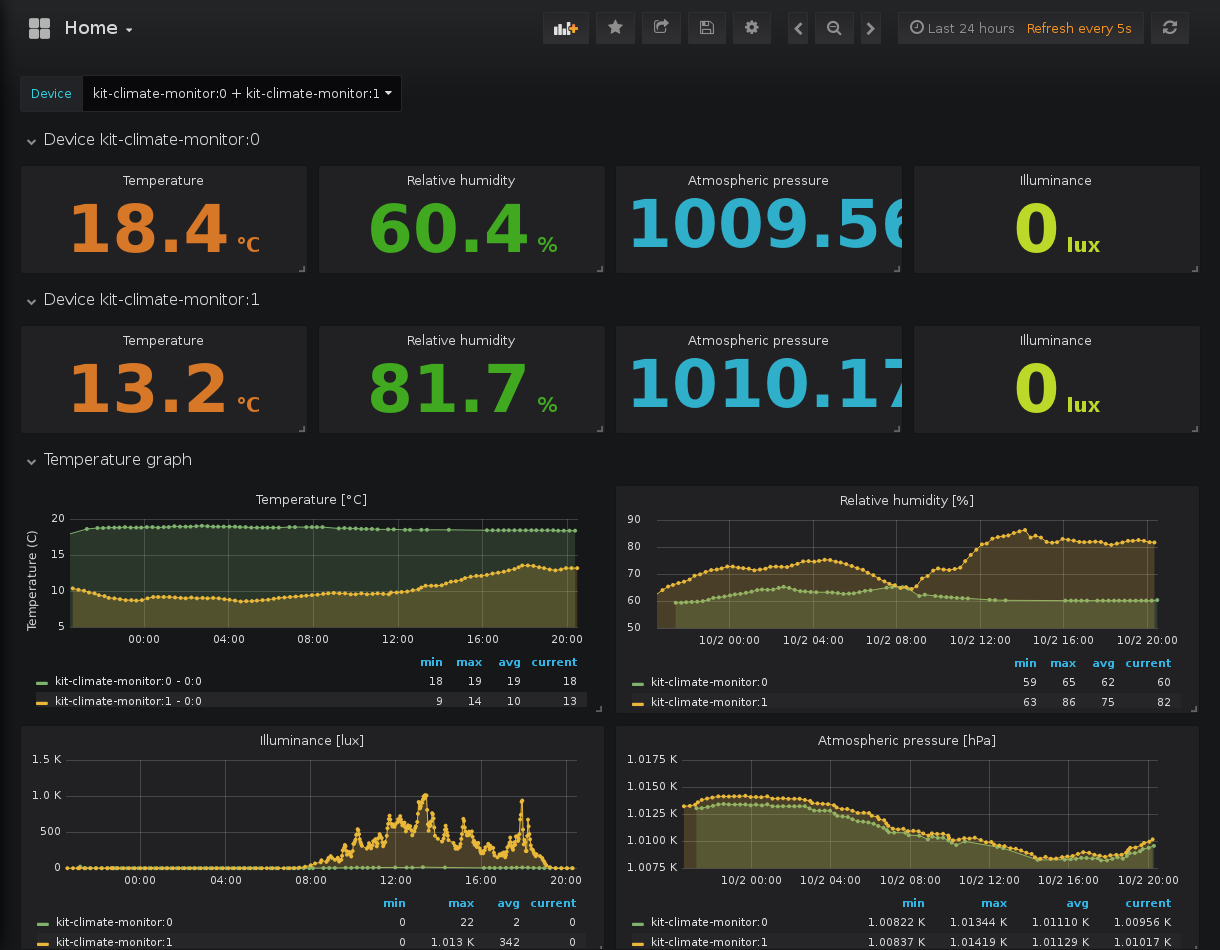 Home
Last 24 hours Refresh every 5s
Device kit-climate-monitor:0 + kit-climate-monitor:1
Device kit-climate-monitor:0
Temperature Relative humidity Atmospheric pressure Illuminance
18.4 °C 60.4 % 1009.56 0 lux
Device kit-climate-monitor:1
Temperature Relative humidity Atmospheric pressure Illuminance
13.2 °C 81.7 % 1010.17 0 lux
Temperature graph
Temperature [°C]
Temperature (C)
20
15
10
5
00:00 04:00 08:00 12:00 16:00 20:00
min max avg current
kit-climate-monitor:0 - 0:0 18 19 19 18
kit-climate-monitor:1 - 0:0 9 14 10 13
Relative humidity [%]
90
80
70
60
50
10/2 00:00 10/2 04:00 10/2 08:00 10/2 12:00 10/2 16:00 10/2 20:00
min max avg current
kit-climate-monitor:0 59 65 62 60
kit-climate-monitor:1 63 86 75 82
Illuminance [lux]
1.5 K
1.0 K
500
0
00:00 04:00 08:00 12:00 16:00 20:00
min max avg current
kit-climate-monitor:0 0 22 2 0
kit-climate-monitor:1 0 1.013 K 342 0
Atmospheric pressure [hPa]
1.0175 K
1.0150 K
1.0125 K
1.0100 K
1.0075 K
10/2 00:00 10/2 04:00 10/2 08:00 10/2 12:00 10/2 16:00 10/2 20:00
min max avg current
kit-climate-monitor:0 1.00822 K 1.01344 K 1.01110 K 1.00956 K
kit-climate-monitor:1 1.00837 K 1.01419 K 1.01129 K 1.01017 K